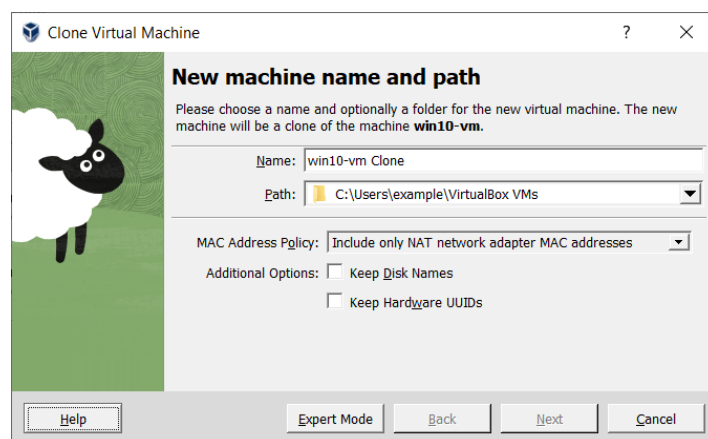 Clone Virtual Machine ?
New machine name and path
Please choose a name and optionally a folder for the new virtual machine. The new
machine will be a clone of the machine win10-vm.
Name: win10-vm Clone
Path: C:\Users\example\VirtualBox VMs
MAC Address Policy: Include only NAT network adapter MAC addresses
Additional Options: Keep Disk Names
Keep Hardware UUIDs
Help Expert Mode Back Next Cancel